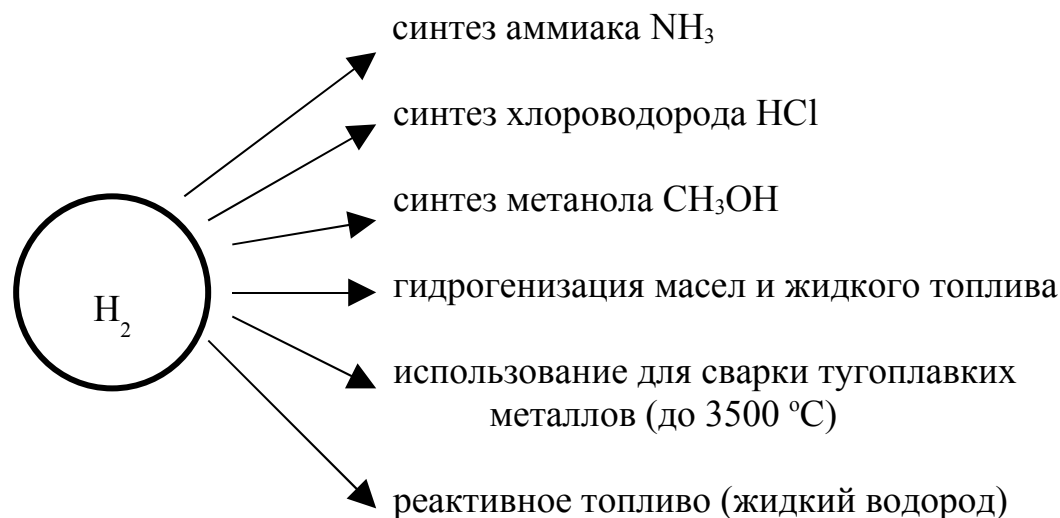 синтез аммиака NH₃
синтез хлороводорода HCl
синтез метанола CH₃OH
H₂
гидрогенизация масел и жидкого топлива
использование для сварки тугоплавких
металлов (до 3500 ºС)
реактивное топливо (жидкий водород)